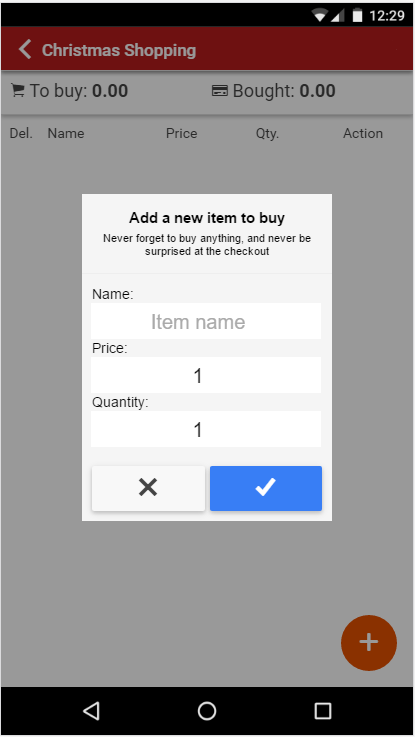 12:29
Christmas Shopping
To buy: 0.00 Bought: 0.00
Del. Name Price Qty. Action
Add a new item to buy
Never forget to buy anything, and never be
surprised at the checkout
Name:
Item name
Price:
1
Quantity:
1